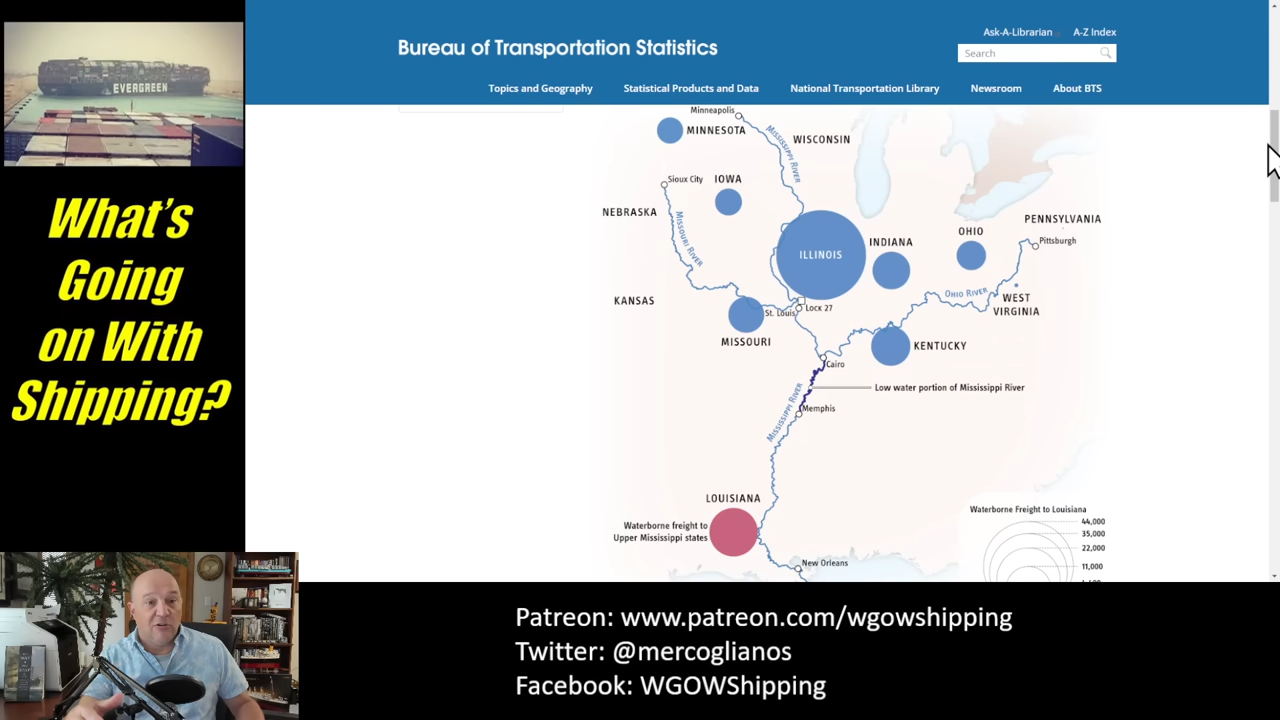 EVERGREEN
What's
Going
on With
Shipping?
Bureau of Transportation Statistics
Ask-A-Librarian
A-Z Index
Search
Topics and Geography
Statistical Products and Data
National Transportation Library
Newsroom
About BTS
Minneapolis
MINNESOTA
MISSISSIPPI RIVER
WISCONSIN
Sioux City
IOWA
NEBRASKA
MISSOURI RIVER
ILLINOIS
INDIANA
OHIO
PENNSYLVANIA
Pittsburgh
OHIO RIVER
WEST
VIRGINIA
KANSAS
St. Louis
Lock 27
MISSOURI
KENTUCKY
Cairo
Low water portion of Mississippi River
MISSISSIPPI RIVER
Memphis
LOUISIANA
Waterborne freight to
Upper Mississippi states
New Orleans
Waterborne Freight to Louisiana
44,000
35,000
22,000
11,000
Patreon: www.patreon.com/wgowshipping
Twitter: @mercoglianos
Facebook: WGOWShipping